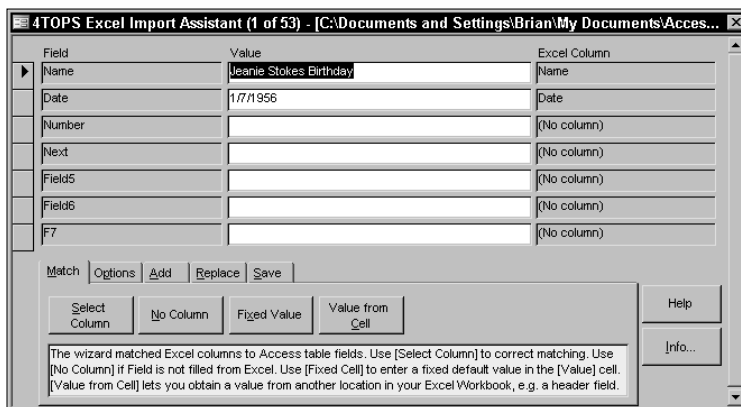 4TOPS Excel Import Assistant (1 of 53) - [C:\Documents and Settings\Brian\My Documents\Acces...
Field Value Excel Column
Name Jeanie Stokes Birthday Name
Date 1/7/1956 Date
Number (No column)
Next (No column)
Field5 (No column)
Field6 (No column)
F7 (No column)
Match Options Add Replace Save
Select Column No Column Fixed Value Value from Cell Help
Info...
The wizard matched Excel columns to Access table fields. Use [Select Column] to correct matching. Use
[No Column] if Field is not filled from Excel. Use [Fixed Cell] to enter a fixed default value in the [Value] cell.
[Value from Cell] lets you obtain a value from another location in your Excel Workbook, e.g. a header field.